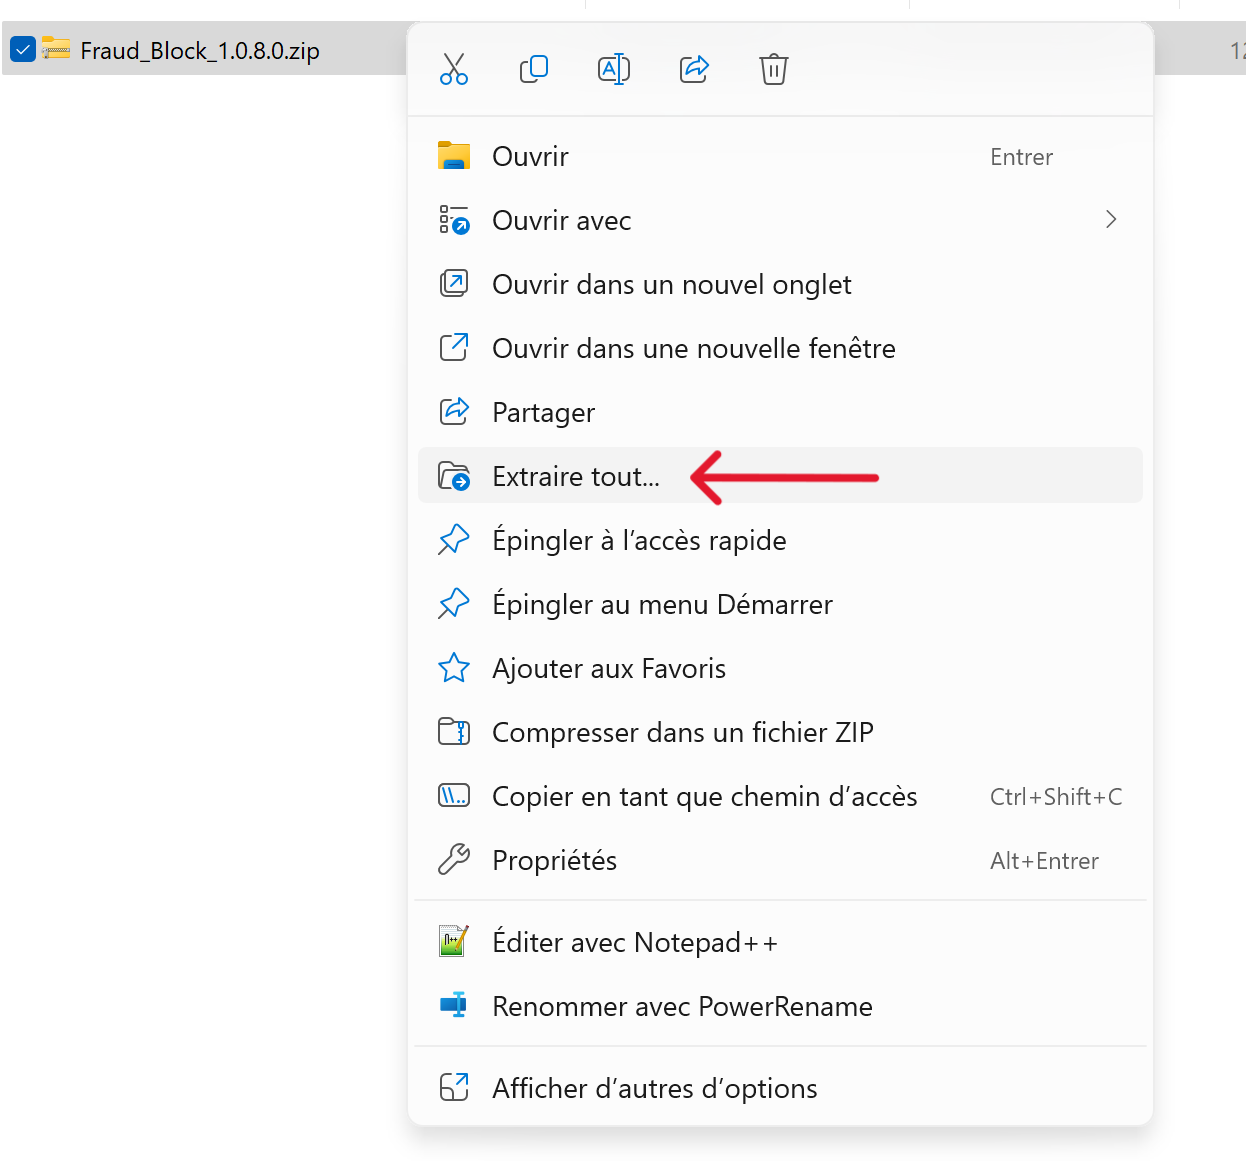 Fraud_Block_1.0.8.0.zip
Ouvrir Entrer
Ouvrir avec
Ouvrir dans un nouvel onglet
Ouvrir dans une nouvelle fenêtre
Partager
Extraire tout...
Épingler à l’accès rapide
Épingler au menu Démarrer
Ajouter aux Favoris
Compresser dans un fichier ZIP
Copier en tant que chemin d’accès Ctrl+Shift+C
Propriétés Alt+Entrer
Éditer avec Notepad++
Renommer avec PowerRename
Afficher d’autres d’options